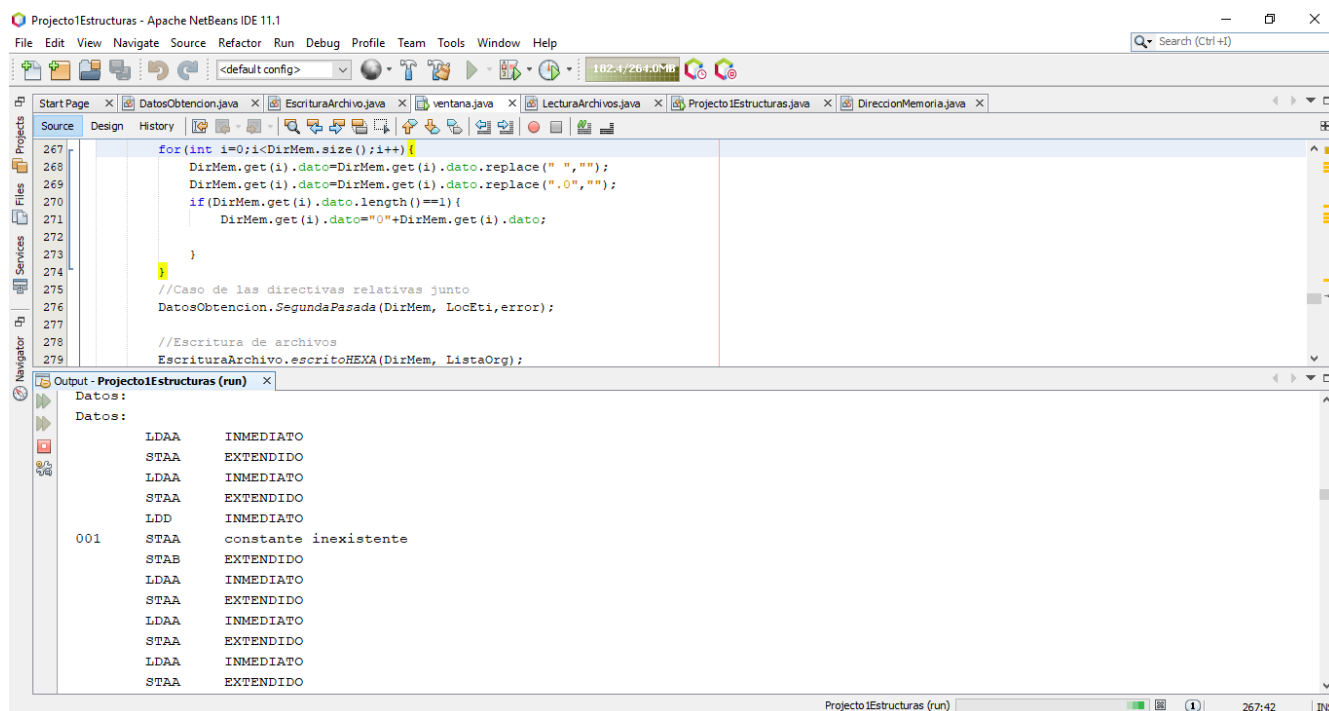 Projecto1Estructuras - Apache NetBeans IDE 11.1
File Edit View Navigate Source Refactor Run Debug Profile Team Tools Window Help
Search (Ctrl+I)
<default config>
182.4/264.0MB
Start Page DatosObtencion.java EscrituraArchivo.java ventana.java LecturaArchivos.java Projecto1Estructuras.java DireccionMemoria.java
Source Design History
Projects
Files
Services
Navigator
267 for(int i=0;i<DirMem.size();i++){
268 DirMem.get(i).dato=DirMem.get(i).dato.replace(" ","");
269 DirMem.get(i).dato=DirMem.get(i).dato.replace(".0","");
270 if(DirMem.get(i).dato.length()==1){
271 DirMem.get(i).dato="0"+DirMem.get(i).dato;
272
273 }
274 }
275 //Caso de las directivas relativas junto
276 DatosObtencion.SegundaPasada(DirMem, LocEti,error);
277
278 //Escritura de archivos
279 EscrituraArchivo.escritoHEXA(DirMem, ListaOrg);
Output - Projecto1Estructuras (run)
Datos:
Datos:
LDAA INMEDIATO
STAA EXTENDIDO
LDAA INMEDIATO
STAA EXTENDIDO
LDD INMEDIATO
001 STAA constante inexistente
STAB EXTENDIDO
LDAA INMEDIATO
STAA EXTENDIDO
LDAA INMEDIATO
STAA EXTENDIDO
LDAA INMEDIATO
STAA EXTENDIDO
Projecto1Estructuras (run) 1 267:42